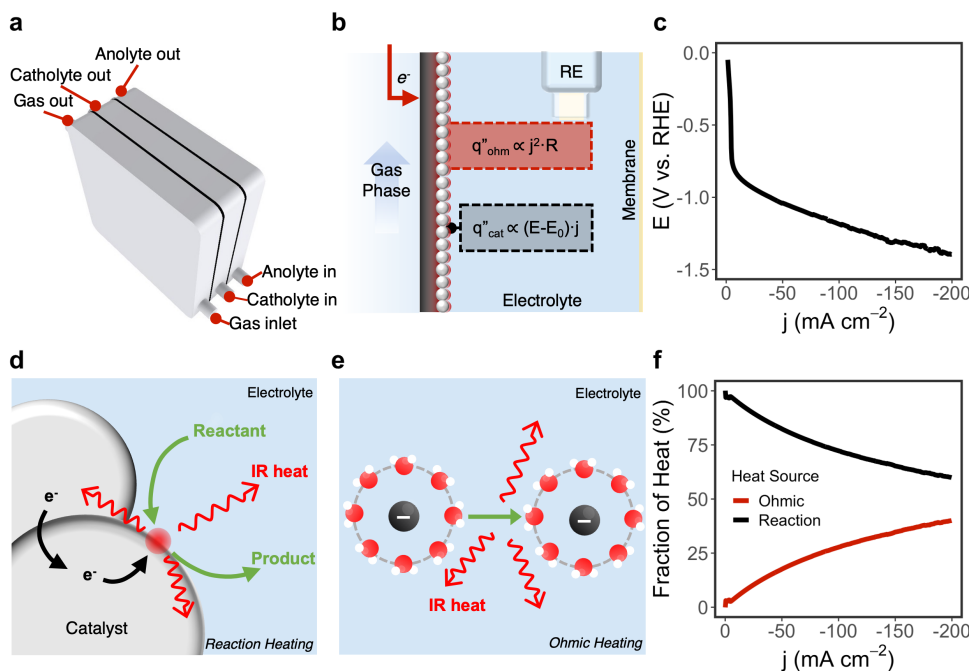 a
Anolyte out
Catholyte out
Gas out
Anolyte in
Catholyte in
Gas inlet
b
e-
RE
q”ohm ∝ j²·R
Gas
Phase
q”cat ∝ (E-E₀)·j
Membrane
Electrolyte
c
E (V vs. RHE)
0.0
-0.5
-1.0
-1.5
0 -50 -100 -150 -200
j (mA cm⁻²)
d
Electrolyte
Reactant
IR heat
e-
e-
Product
Catalyst
Reaction Heating
e
Electrolyte
–
–
IR heat
Ohmic Heating
f
Fraction of Heat (%)
100
75
50
25
0
Heat Source
Ohmic
Reaction
0 -50 -100 -150 -200
j (mA cm⁻²)